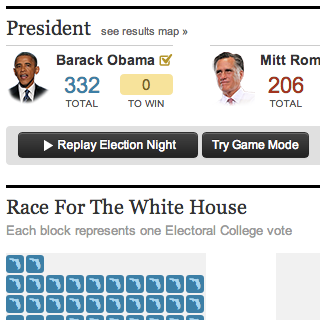 President see results map »
Barack Obama
332
TOTAL
0
TO WIN
Mitt Rom
206
TOTAL
Replay Election Night
Try Game Mode
Race For The White House
Each block represents one Electoral College vote